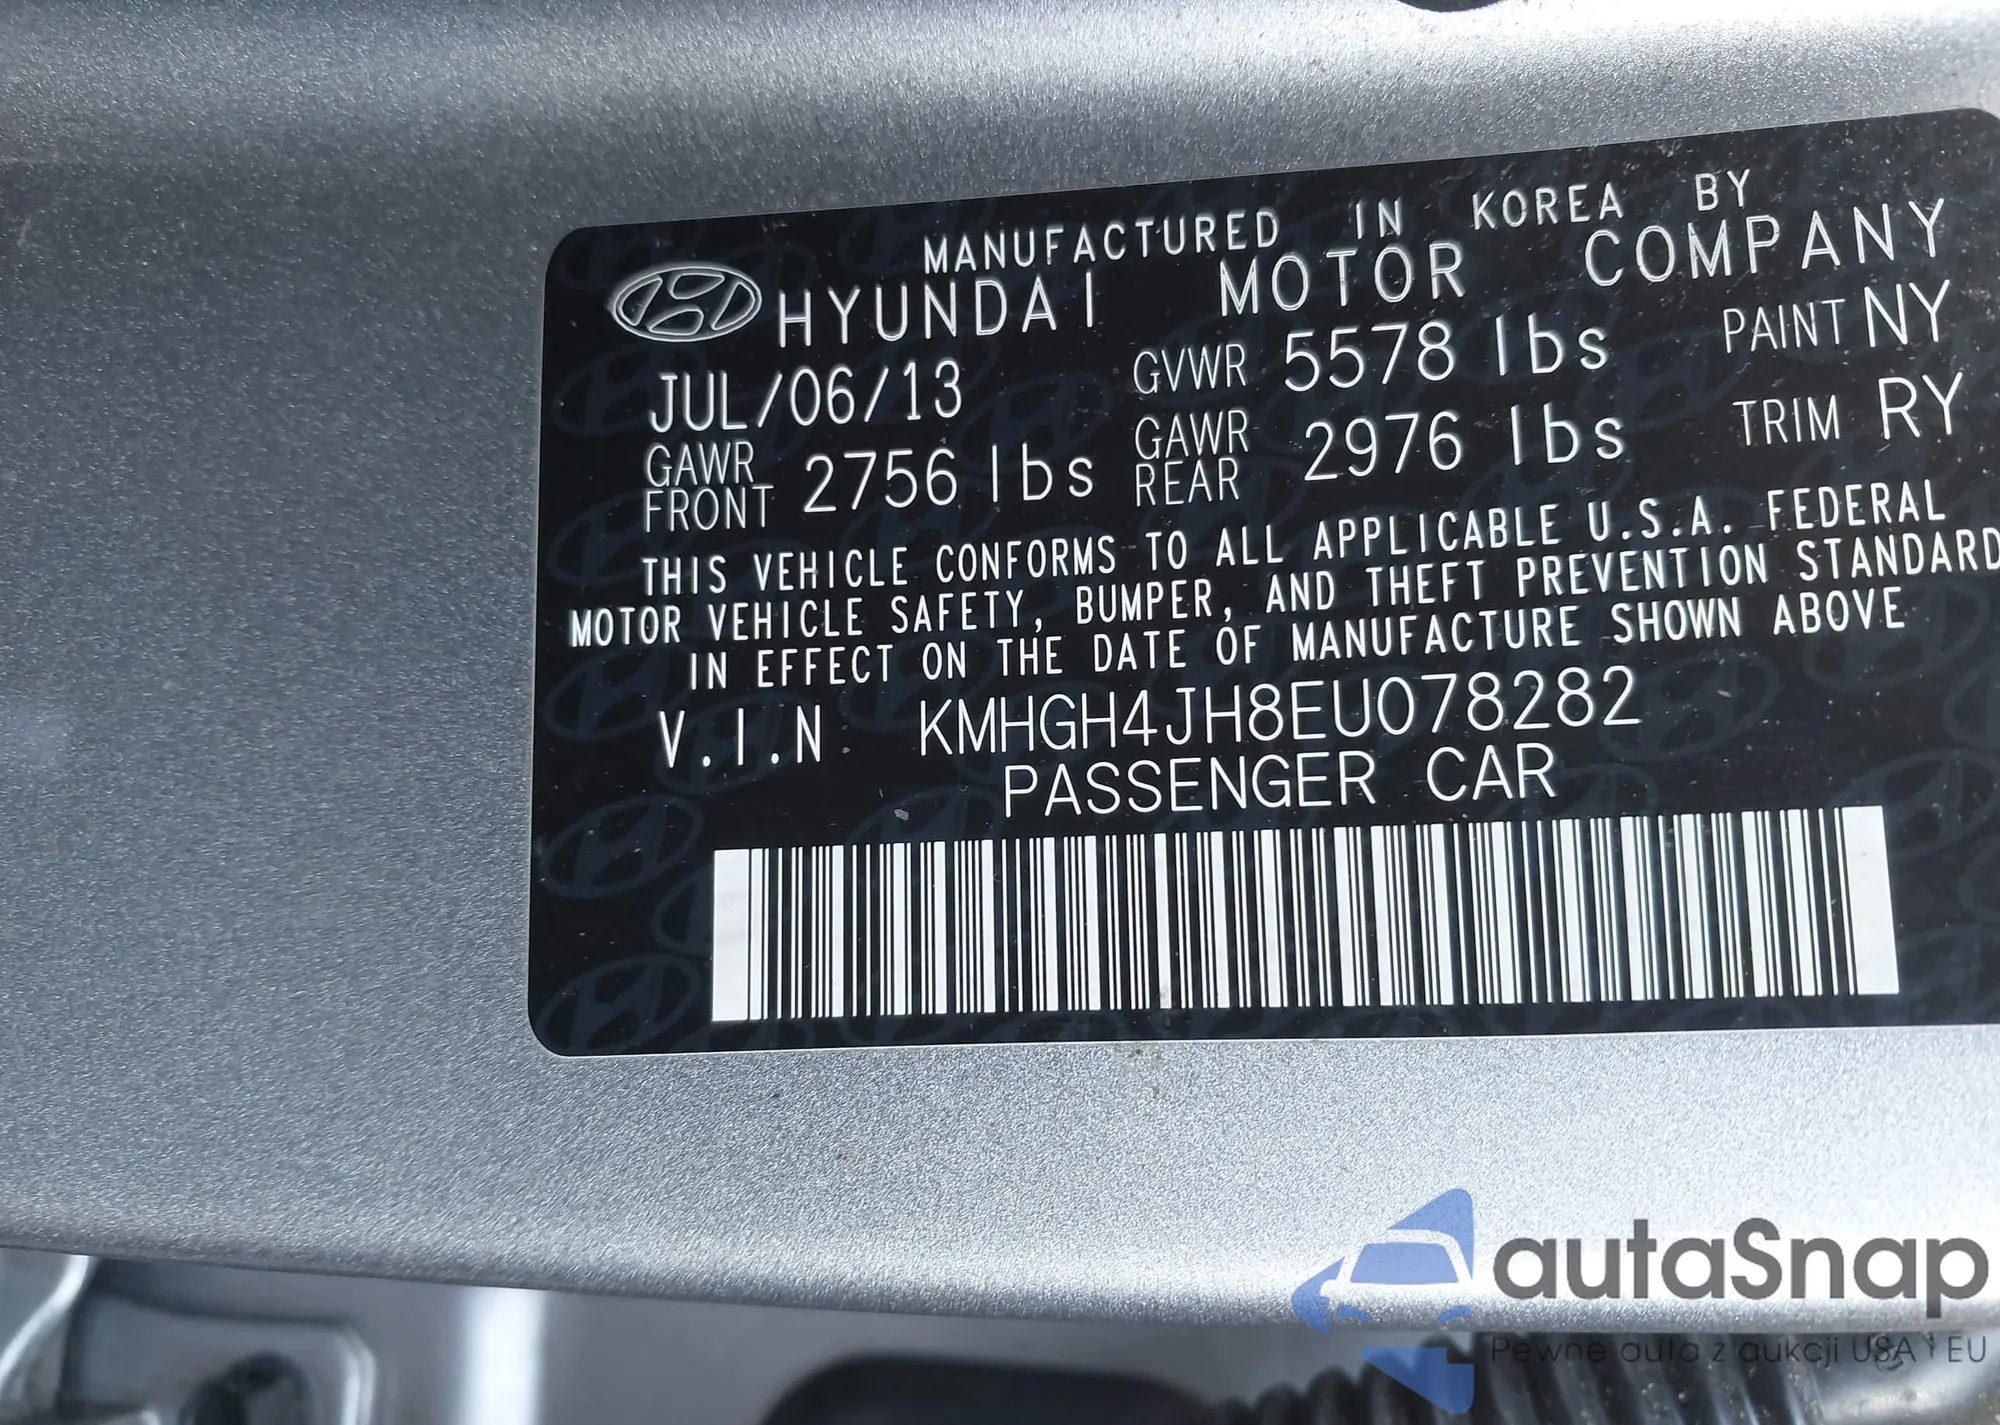 MANUFACTURED IN KOREA BY
HYUNDAI MOTOR COMPANY
JUL/06/13 GVWR 5578 lbs PAINT NY
GAWR FRONT 2756 lbs GAWR REAR 2976 lbs TRIM RY
THIS VEHICLE CONFORMS TO ALL APPLICABLE U.S.A. FEDERAL
MOTOR VEHICLE SAFETY, BUMPER, AND THEFT PREVENTION STANDARD
IN EFFECT ON THE DATE OF MANUFACTURE SHOWN ABOVE
V.I.N KMHGH4JH8EU078282
PASSENGER CAR
autaSnap
Pewne auta z aukcji USA i EU